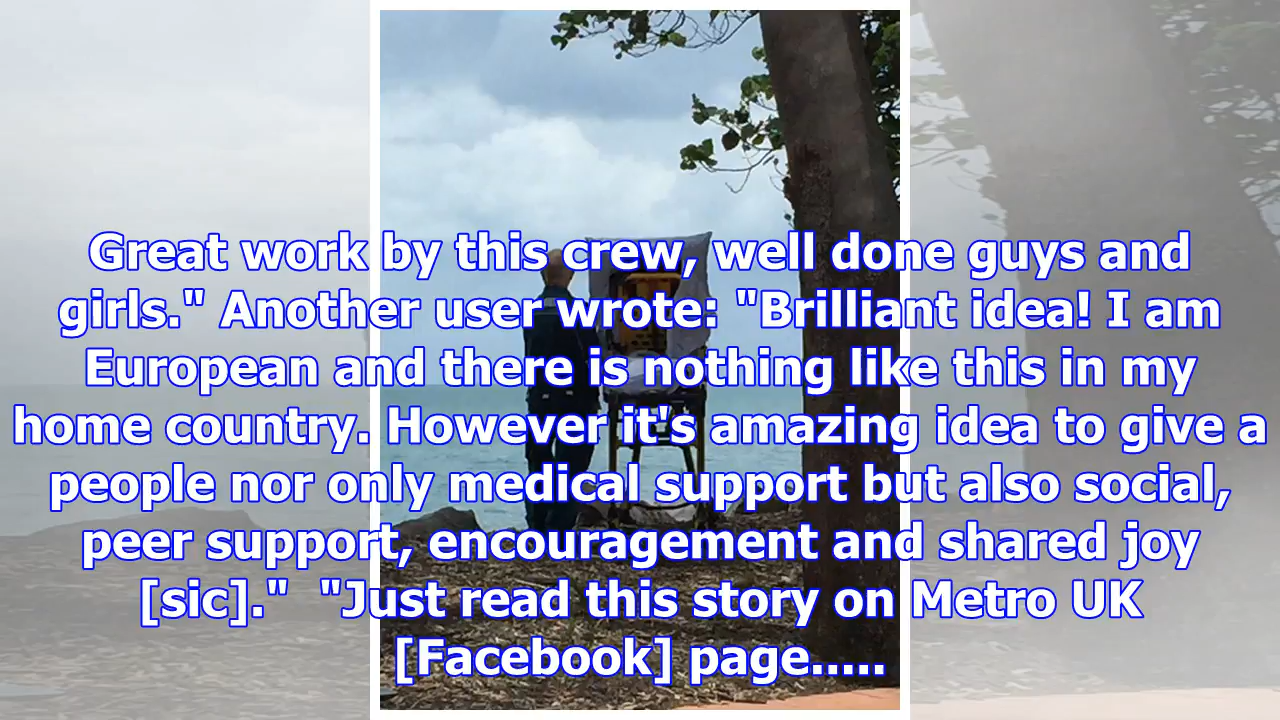 Great work by this crew, well done guys and
girls." Another user wrote: "Brilliant idea! I am
European and there is nothing like this in my
home country. However it's amazing idea to give a
people nor only medical support but also social,
peer support, encouragement and shared joy
[sic]."  "Just read this story on Metro UK
[Facebook] page.....